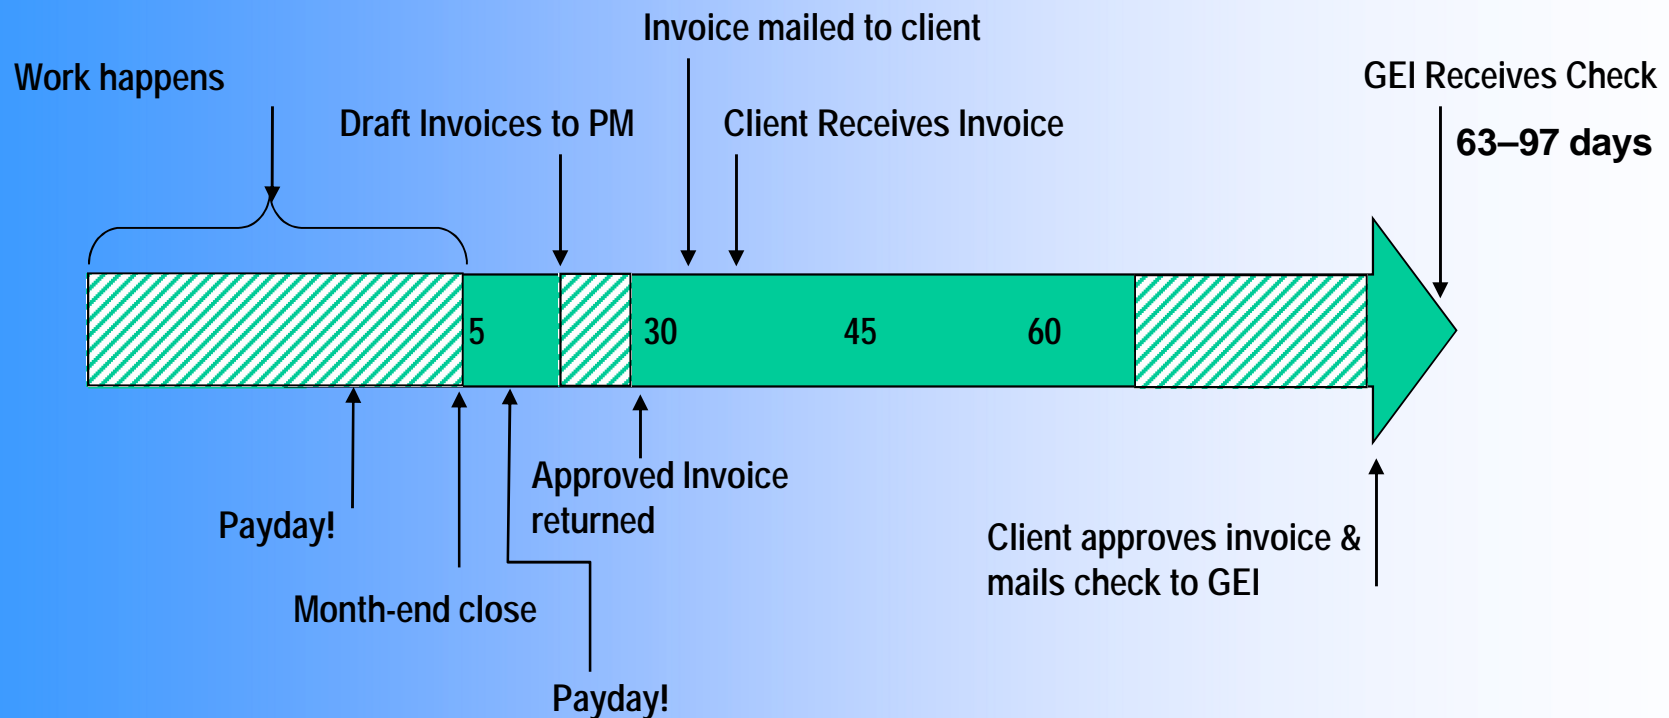 Invoice mailed to client
Work happens
GEI Receives Check
Draft Invoices to PM
Client Receives Invoice
63–97 days
5
30
45
60
Approved Invoice
returned
Payday!
Client approves invoice &
mails check to GEI
Month-end close
Payday!